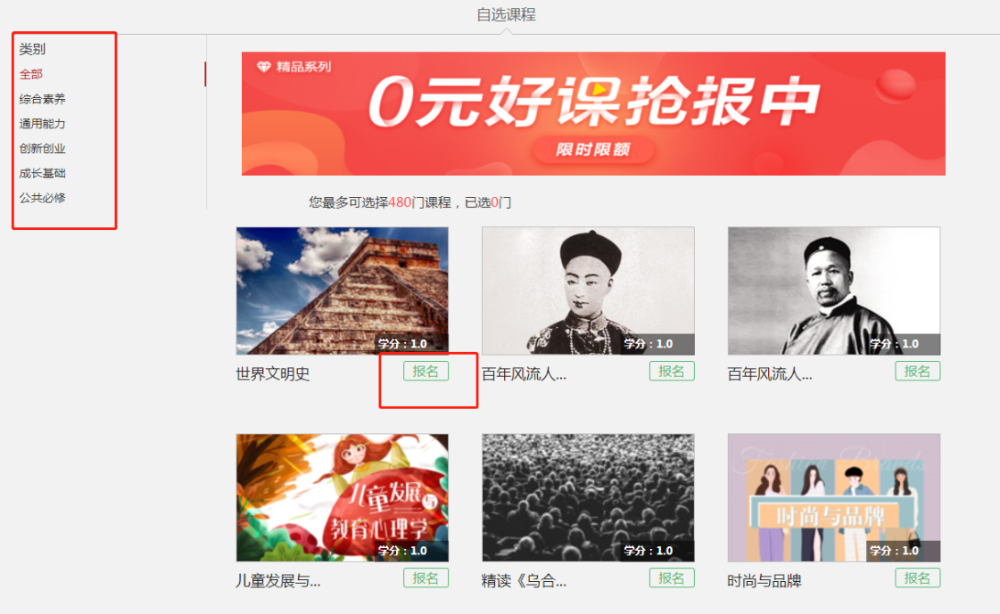 自选课程
类别
全部
综合素养
通用能力
创新创业
成长基础
公共必修
精品系列
0元好课抢报中
限时限额
您最多可选择480门课程，已选0门
学分：1.0
学分：1.0
学分：1.0
世界文明史
报名
百年风流人...
报名
百年风流人...
报名
儿童发展与
教育心理学
学分：1.0
学分：1.0
时尚与品牌
学分：1.0
儿童发展与...
报名
精读《乌合...
报名
时尚与品牌
报名